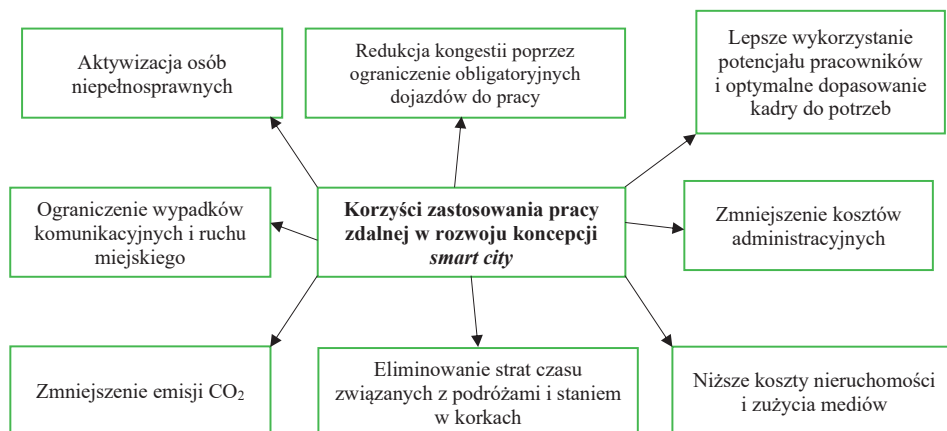 Aktywizacja osób
niepełnosprawnych
Redukcja kongestii poprzez
ograniczenie obligatoryjnych
dojazdów do pracy
Lepsze wykorzystanie
potencjału pracowników
i optymalne dopasowanie
kadry do potrzeb
Ograniczenie wypadków
komunikacyjnych i ruchu
miejskiego
Korzyści zastosowania pracy
zdalnej w rozwoju koncepcji
smart city
Zmniejszenie kosztów
administracyjnych
Zmniejszenie emisji CO₂
Eliminowanie strat czasu
związanych z podróżami i staniem
w korkach
Niższe koszty nieruchomości
i zużycia mediów